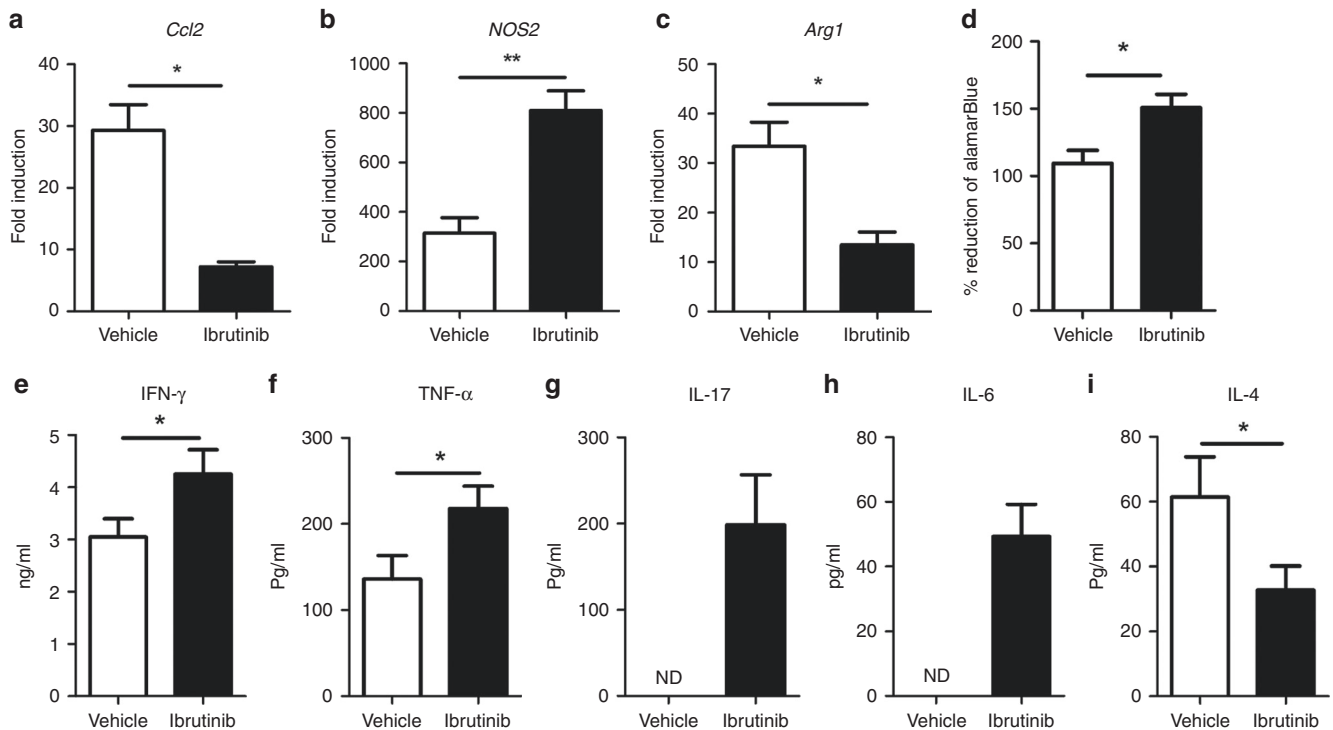 a
Ccl2
*
40
30
20
10
0
Fold induction
Vehicle Ibrutinib
b
NOS2
**
1000
800
600
400
200
0
Fold induction
Vehicle Ibrutinib
c
Arg1
*
50
40
30
20
10
0
Fold induction
Vehicle Ibrutinib
d
*
200
150
100
50
0
% reduction of alamarBlue
Vehicle Ibrutinib
e
IFN-γ
*
5
4
3
2
1
0
ng/ml
Vehicle Ibrutinib
f
TNF-α
*
300
200
100
0
Pg/ml
Vehicle Ibrutinib
g
IL-17
300
200
100
0
Pg/ml
ND
Vehicle Ibrutinib
h
IL-6
80
60
40
20
0
pg/ml
ND
Vehicle Ibrutinib
i
IL-4
*
80
60
40
20
0
Pg/ml
Vehicle Ibrutinib